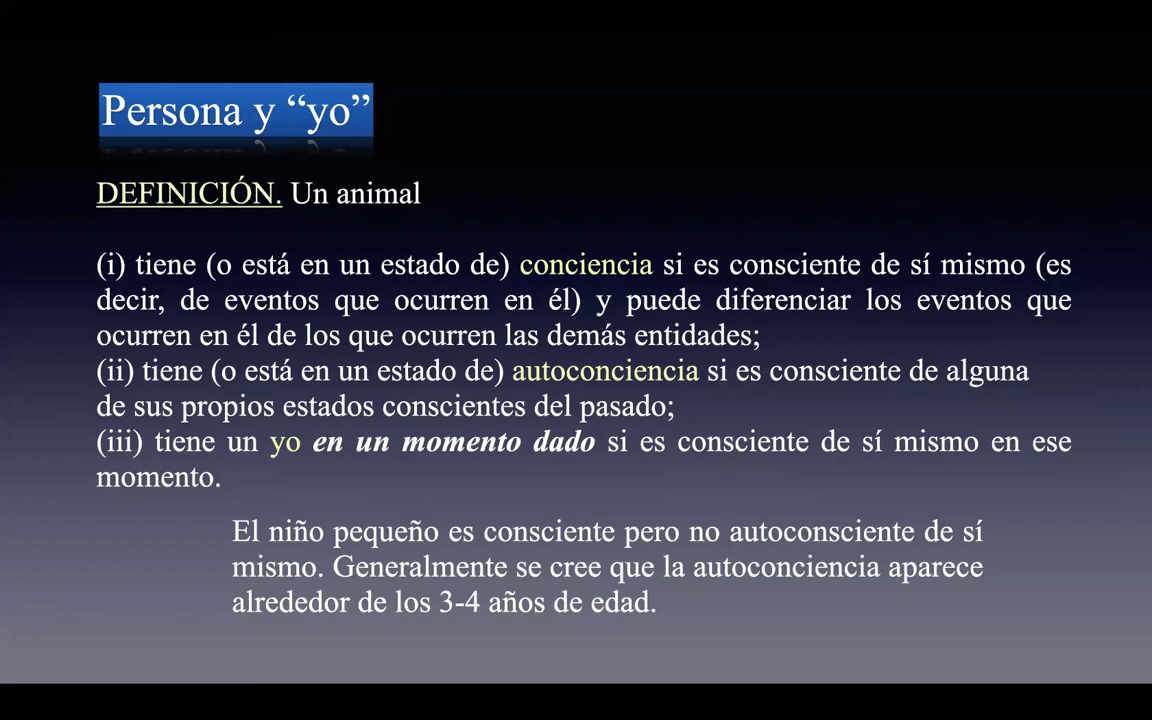 Persona y “yo”
DEFINICIÓN. Un animal
(i) tiene (o está en un estado de) conciencia si es consciente de sí mismo (es
decir, de eventos que ocurren en él) y puede diferenciar los eventos que
ocurren en él de los que ocurren las demás entidades;
(ii) tiene (o está en un estado de) autoconciencia si es consciente de alguna
de sus propios estados conscientes del pasado;
(iii) tiene un yo en un momento dado si es consciente de sí mismo en ese
momento.
El niño pequeño es consciente pero no autoconsciente de sí
mismo. Generalmente se cree que la autoconciencia aparece
alrededor de los 3-4 años de edad.